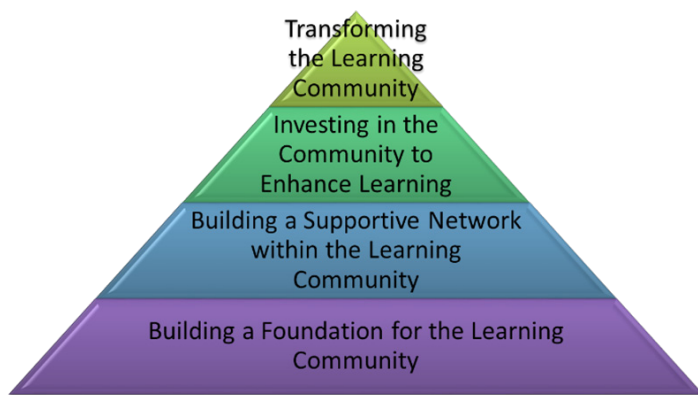 Transforming
the Learning
Community
Investing in the
Community to
Enhance Learning
Building a Supportive Network
within the Learning
Community
Building a Foundation for the Learning
Community